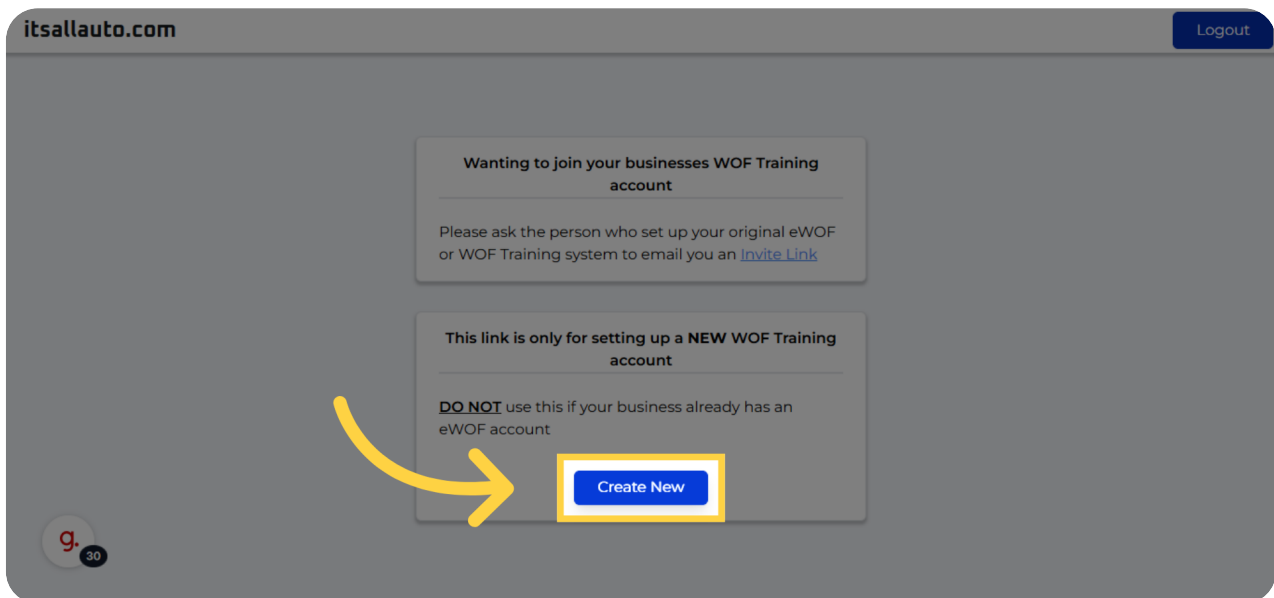 itsallauto.com
Logout
Wanting to join your businesses WOF Training
account
Please ask the person who set up your original eWOF
or WOF Training system to email you an Invite Link
This link is only for setting up a NEW WOF Training
account
DO NOT use this if your business already has an
eWOF account
Create New
g.
30